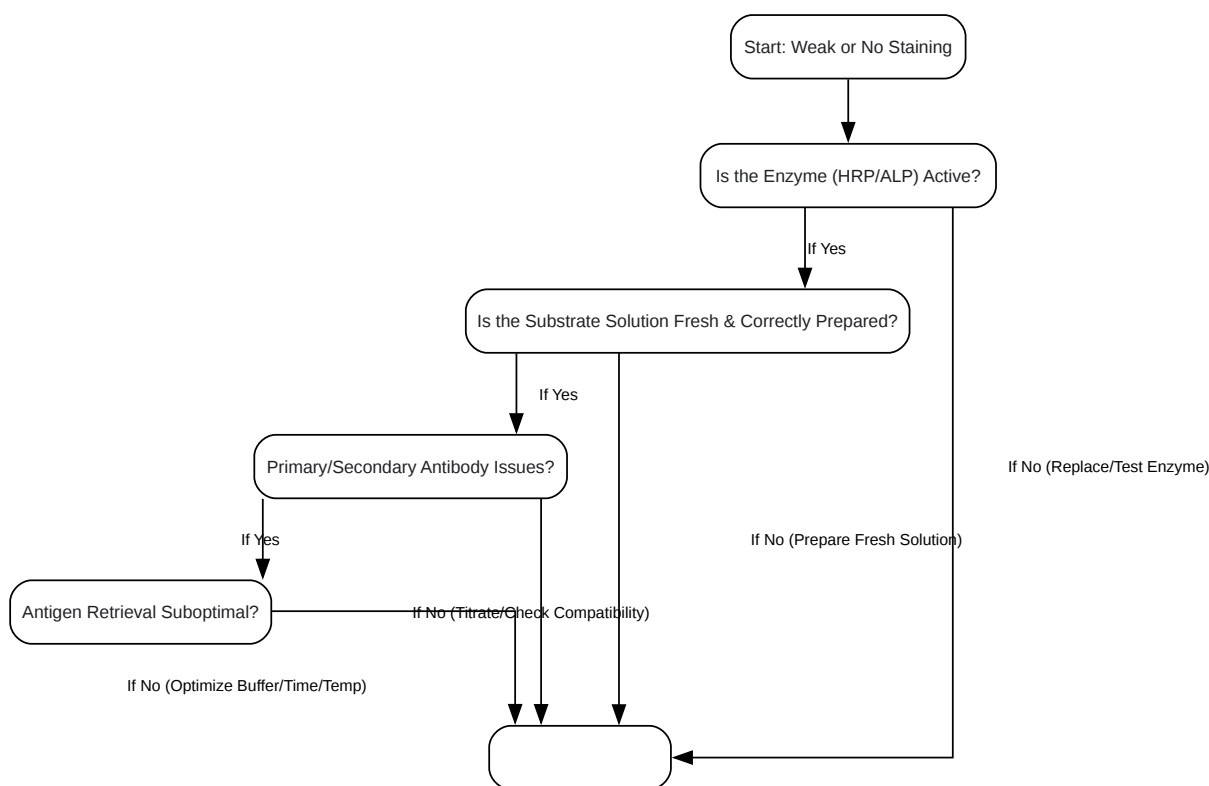 Start: Weak or No Staining
Is the Enzyme (HRP/ALP) Active?
If Yes
Is the Substrate Solution Fresh & Correctly Prepared?
If Yes
Primary/Secondary Antibody Issues?
If No (Replace/Test Enzyme)
If Yes
If No (Prepare Fresh Solution)
Antigen Retrieval Suboptimal?
If No (Titrate/Check Compatibility)
If No (Optimize Buffer/Time/Temp)